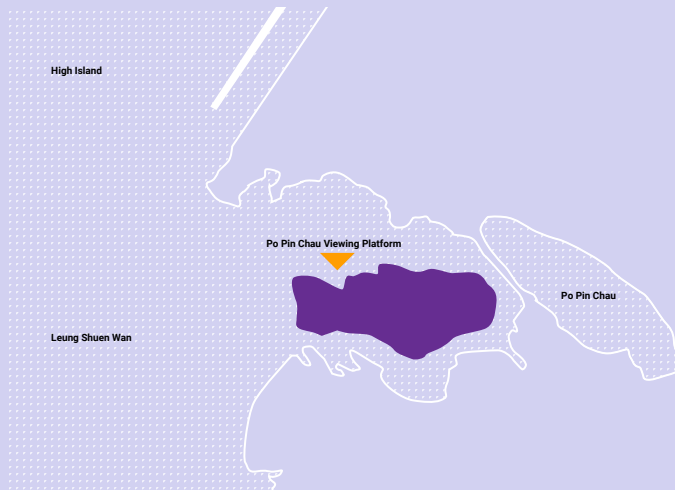 High Island
Po Pin Chau Viewing Platform
Po Pin Chau
Leung Shuen Wan